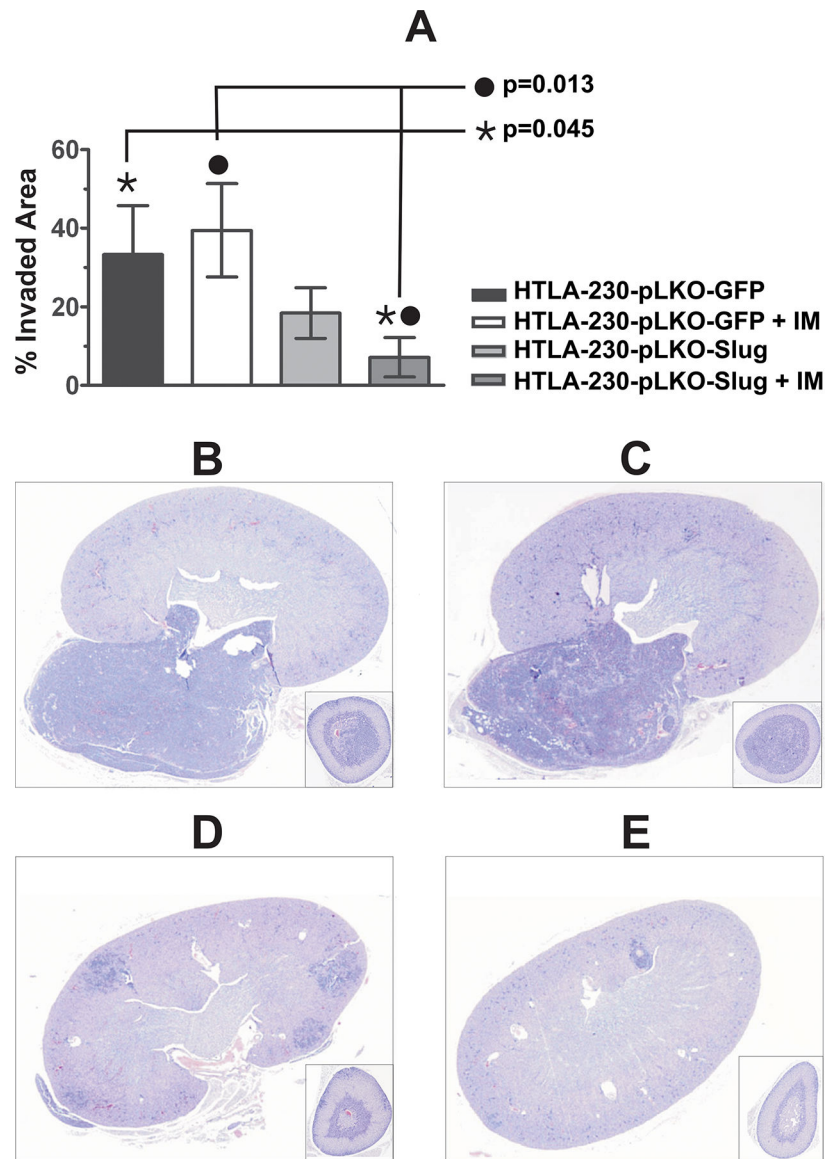 A
● p=0.013
* p=0.045
% Invaded Area
60
40
20
0
●
*
*●
HTLA-230-pLKO-GFP
HTLA-230-pLKO-GFP + IM
HTLA-230-pLKO-Slug
HTLA-230-pLKO-Slug + IM
B
C
D
E